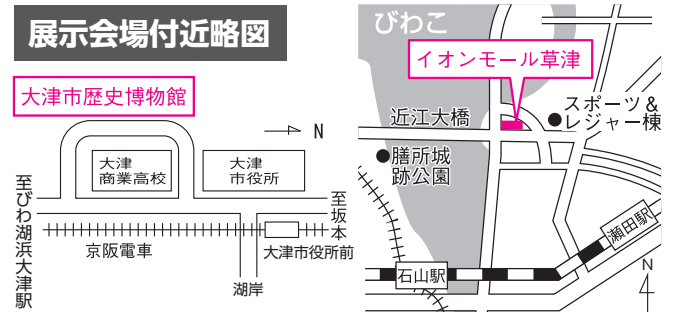 展示会場付近略図
大津市歴史博物館
N
大津
商業高校
大津
市役所
至びわ湖浜大津駅
至坂本
京阪電車
大津市役所前
湖岸
びわこ
イオンモール草津
近江大橋
スポーツ&
レジャー棟
膳所城
跡公園
瀬田駅
石山駅
N